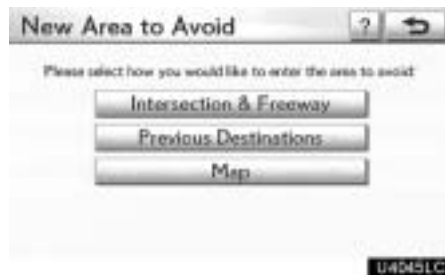 New Area to Avoid ?
Please select how you would like to enter the area to avoid
Intersection & Freeway
Previous Destinations
Map
U4045LC